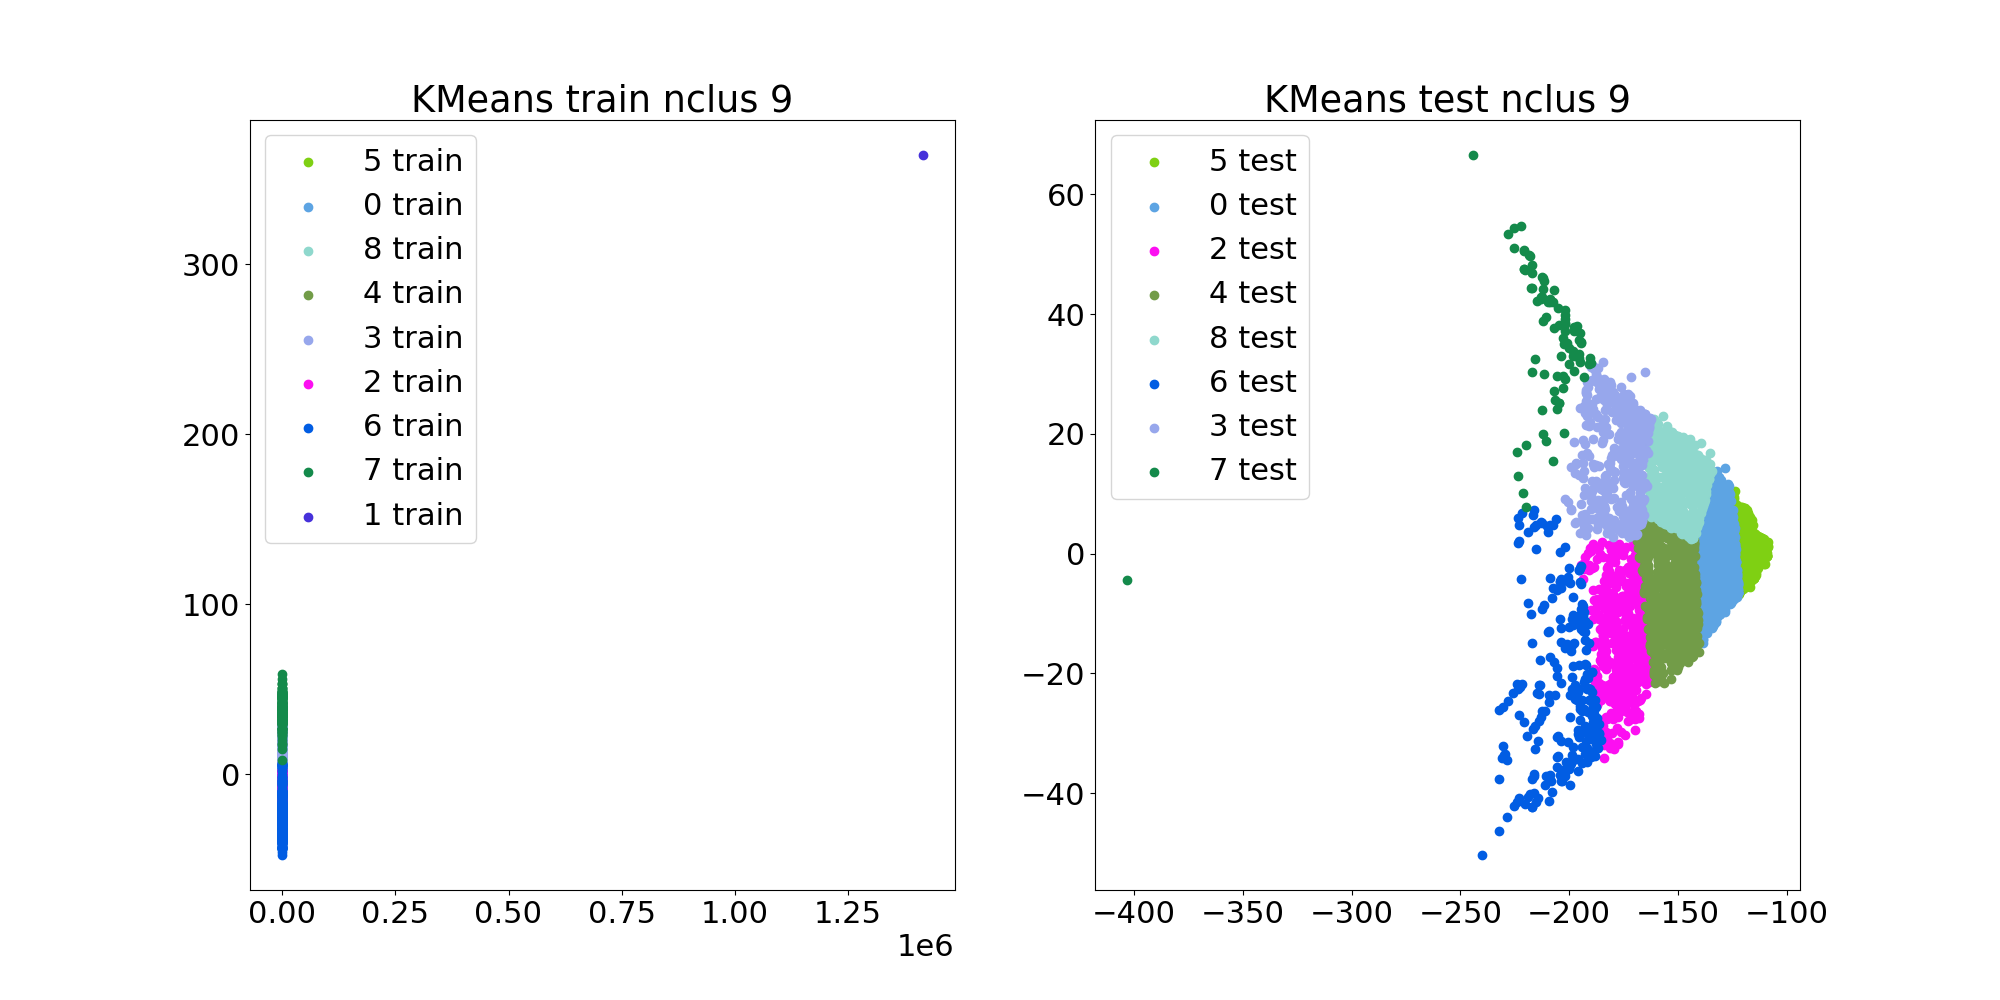 KMeans train nclus 9
5 train
0 train
8 train
4 train
3 train
2 train
6 train
7 train
1 train
300
200
100
0
0.00 0.25 0.50 0.75 1.00 1.25
1e6
KMeans test nclus 9
5 test
0 test
2 test
4 test
8 test
6 test
3 test
7 test
60
40
20
0
−20
−40
−400 −350 −300 −250 −200 −150 −100